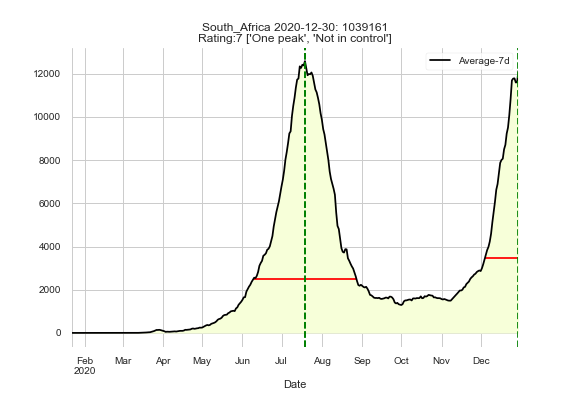 South_Africa 2020-12-30: 1039161
Rating:7 ['One peak', 'Not in control']
Average-7d
12000
10000
8000
6000
4000
2000
0
Feb Mar Apr May Jun Jul Aug Sep Oct Nov Dec
2020
Date